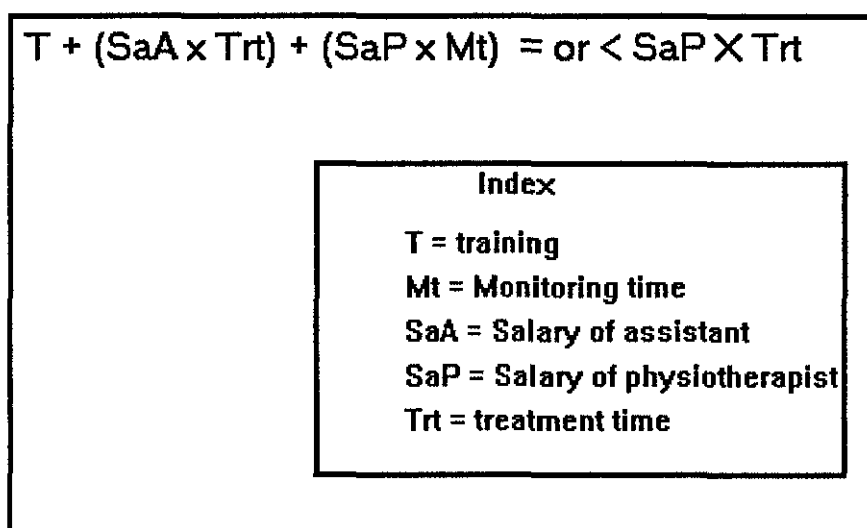 T + (SaA x Trt) + (SaP x Mt) = or < SaP X Trt
Index
T = training
Mt = Monitoring time
SaA = Salary of assistant
SaP = Salary of physiotherapist
Trt = treatment time